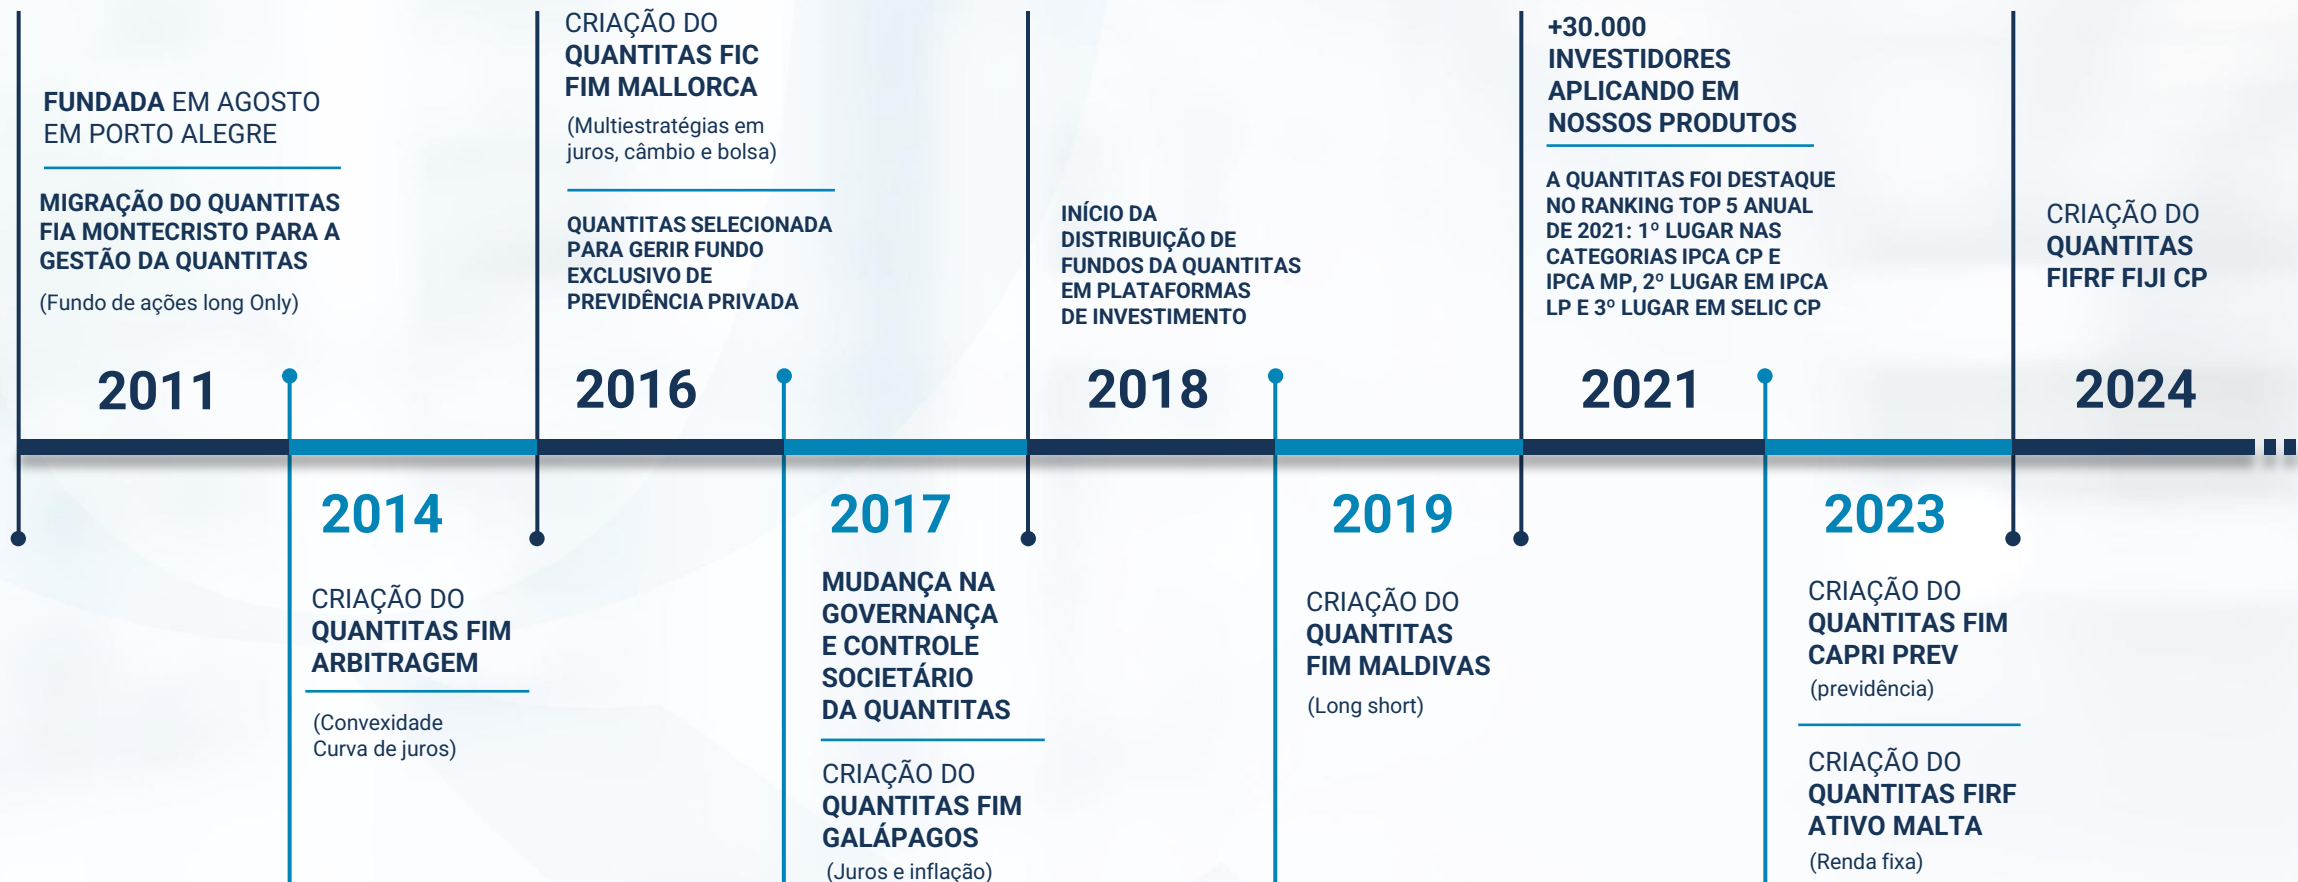 FUNDADA EM AGOSTO
EM PORTO ALEGRE
MIGRAÇÃO DO QUANTITAS
FIA MONTECRISTO PARA A
GESTÃO DA QUANTITAS
(Fundo de ações long Only)
2011
2014
CRIAÇÃO DO
QUANTITAS FIM
ARBITRAGEM
(Convexidade
Curva de juros)
CRIAÇÃO DO
QUANTITAS FIC
FIM MALLORCA
(Multiestratégias em
juros, câmbio e bolsa)
QUANTITAS SELECIONADA
PARA GERIR FUNDO
EXCLUSIVO DE
PREVIDÊNCIA PRIVADA
2016
2017
MUDANÇA NA
GOVERNANÇA
E CONTROLE
SOCIETÁRIO
DA QUANTITAS
CRIAÇÃO DO
QUANTITAS FIM
GALÁPAGOS
(Juros e inflação)
INÍCIO DA
DISTRIBUIÇÃO DE
FUNDOS DA QUANTITAS
EM PLATAFORMAS
DE INVESTIMENTO
2018
2019
CRIAÇÃO DO
QUANTITAS
FIM MALDIVAS
(Long short)
+30.000
INVESTIDORES
APLICANDO EM
NOSSOS PRODUTOS
A QUANTITAS FOI DESTAQUE
NO RANKING TOP 5 ANUAL
DE 2021: 1º LUGAR NAS
CATEGORIAS IPCA CP E
IPCA MP, 2º LUGAR EM IPCA
LP E 3º LUGAR EM SELIC CP
2021
2023
CRIAÇÃO DO
QUANTITAS FIM
CAPRI PREV
(previdência)
CRIAÇÃO DO
QUANTITAS FIRF
ATIVO MALTA
(Renda fixa)
CRIAÇÃO DO
QUANTITAS
FIFRF FIJI CP
2024